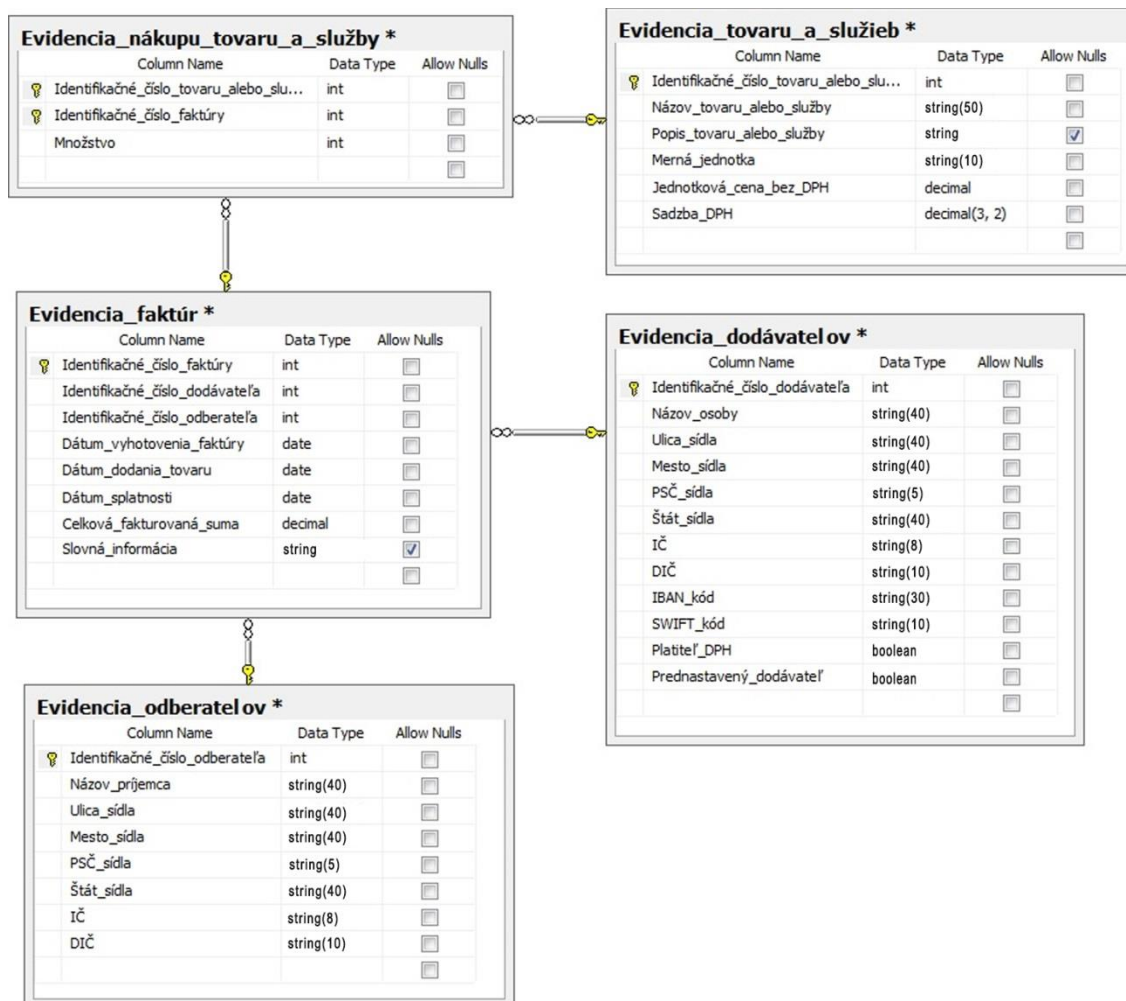 Evidencia_nákupu_tovaru_a_služby *
Column Name Data Type Allow Nulls
Identifikačné_číslo_tovaru_alebo_slu... int
Identifikačné_číslo_faktúry int
Množstvo int
Evidencia_tovaru_a_služieb *
Column Name Data Type Allow Nulls
Identifikačné_číslo_tovaru_alebo_slu... int
Názov_tovaru_alebo_služby string(50)
Popis_tovaru_alebo_služby string
Merná_jednotka string(10)
Jednotková_cena_bez_DPH decimal
Sadzba_DPH decimal(3, 2)
Evidencia_faktúr *
Column Name Data Type Allow Nulls
Identifikačné_číslo_faktúry int
Identifikačné_číslo_dodávateľa int
Identifikačné_číslo_odberateľa int
Dátum_vyhotovenia_faktúry date
Dátum_dodania_tovaru date
Dátum_splatnosti date
Celková_fakturovaná_suma decimal
Slovná_informácia string
Evidencia_dodávatelov *
Column Name Data Type Allow Nulls
Identifikačné_číslo_dodávateľa int
Názov_osoby string(40)
Ulica_sídla string(40)
Mesto_sídla string(40)
PSČ_sídla string(5)
Štát_sídla string(40)
IČ string(8)
DIČ string(10)
IBAN_kód string(30)
SWIFT_kód string(10)
Platiteľ_DPH boolean
Prednastavený_dodávateľ boolean
Evidencia_odberatelov *
Column Name Data Type Allow Nulls
Identifikačné_číslo_odberateľa int
Názov_príjemca string(40)
Ulica_sídla string(40)
Mesto_sídla string(40)
PSČ_sídla string(5)
Štát_sídla string(40)
IČ string(8)
DIČ string(10)